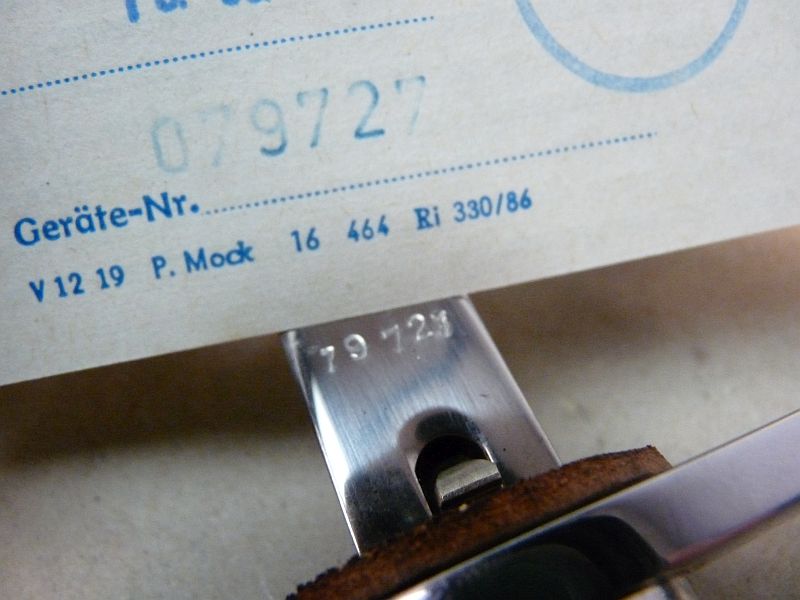 079727
Geräte-Nr.
V 12 19 P. Mock 16 464 Ri 330/86